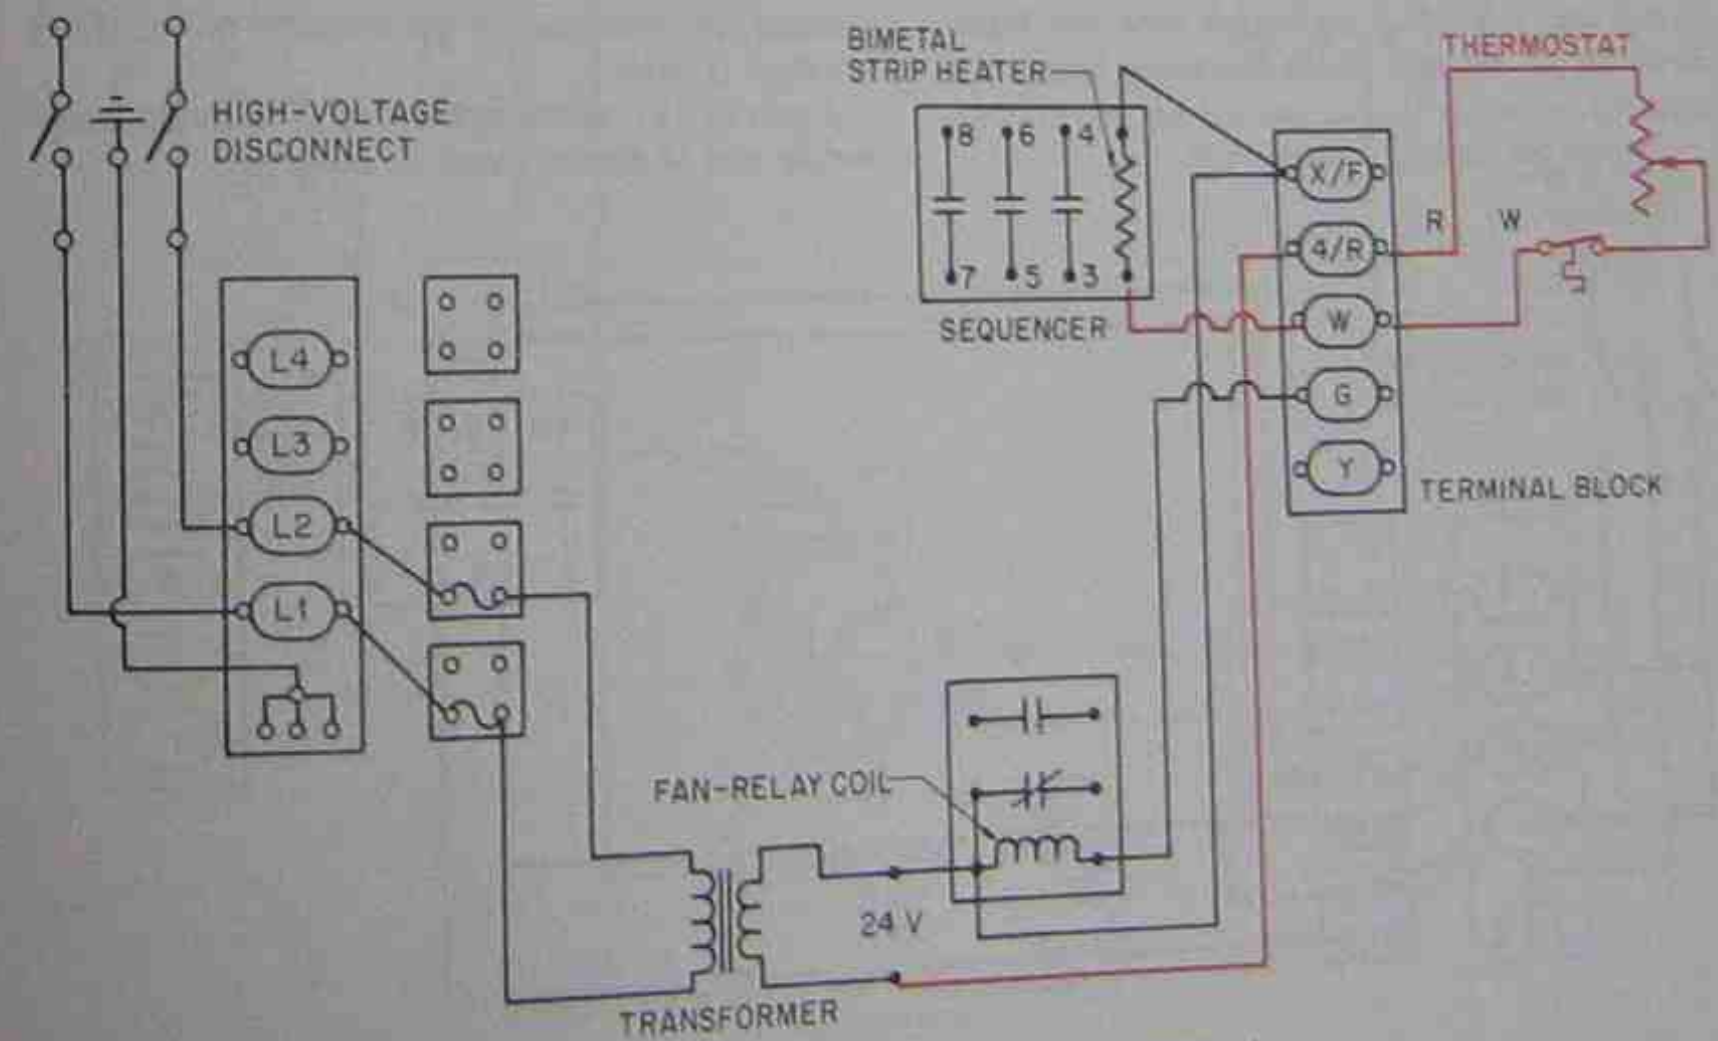 HIGH-VOLTAGE
DISCONNECT
BIMETAL
STRIP HEATER
THERMOSTAT
8
6
4
7
5
3
SEQUENCER
X/F
4/R
W
G
Y
R
W
TERMINAL BLOCK
L4
L3
L2
L1
FAN-RELAY COIL
24 V
TRANSFORMER